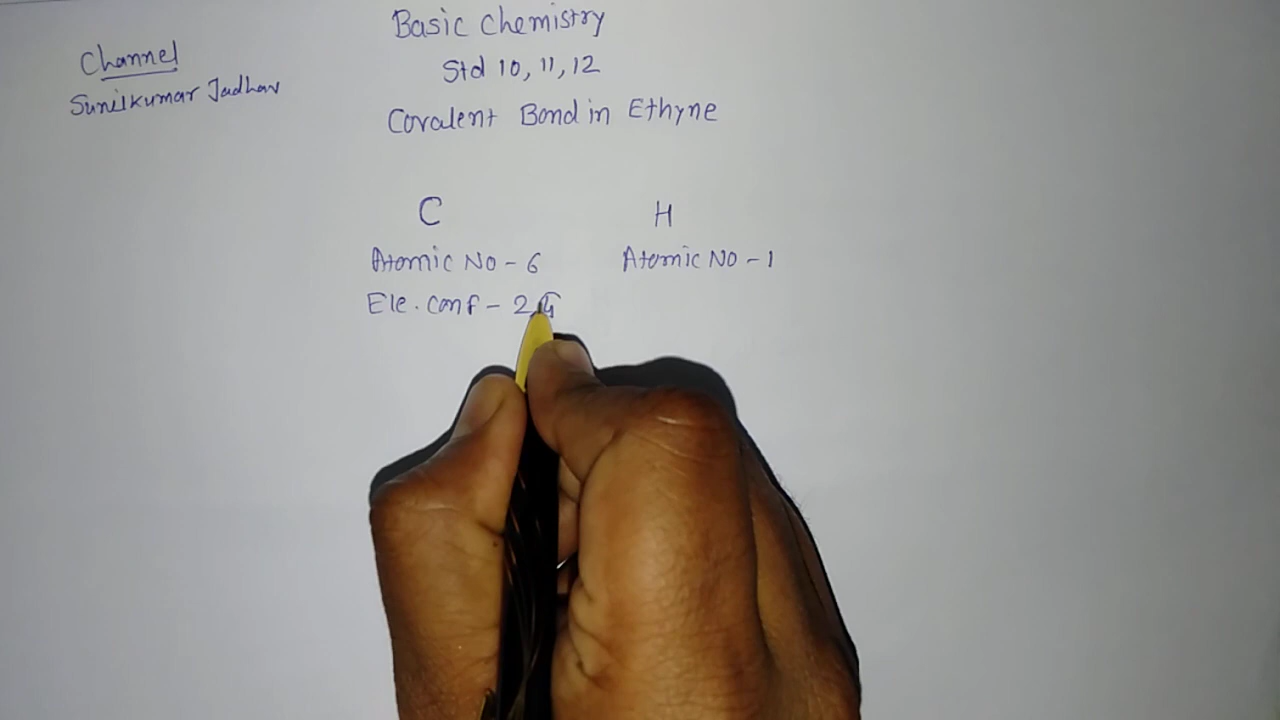 Basic Chemistry
Channel
Std 10, 11, 12
Sunilkumar Jadhav
Covalent Bond in Ethyne
C H
Atomic No - 6 Atomic No - 1
Ele. Conf - 2,4